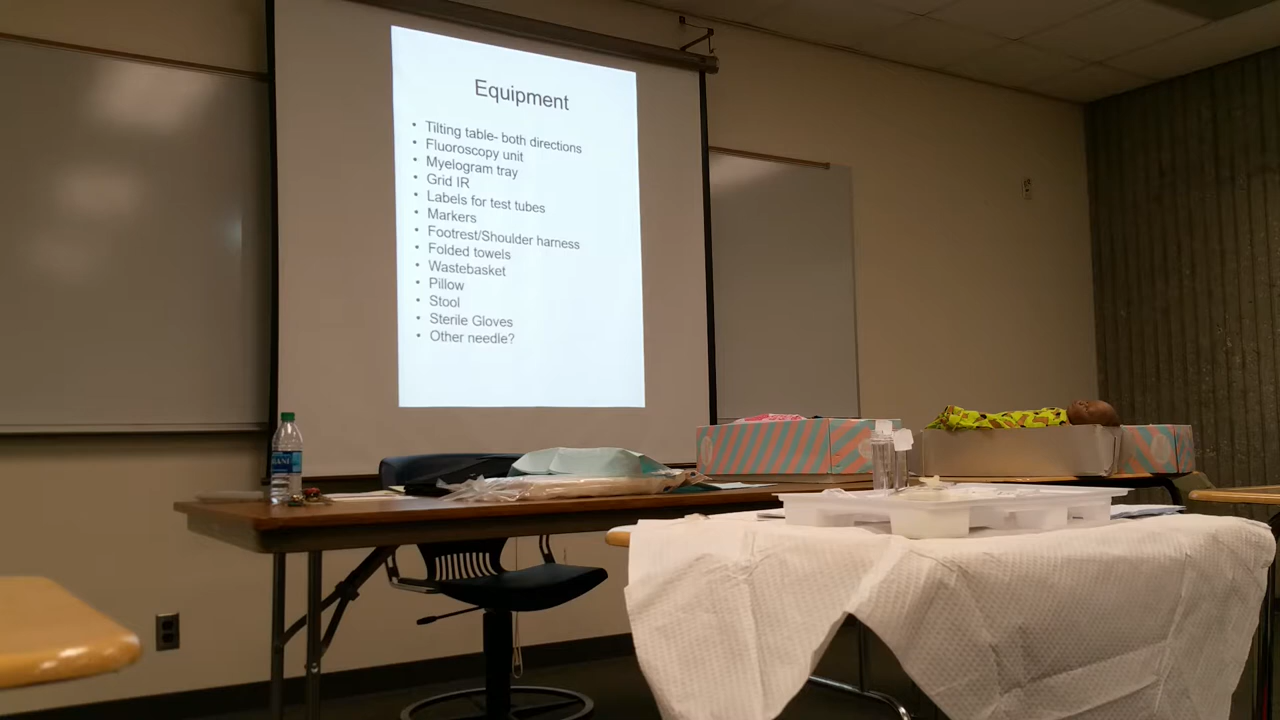 Equipment
• Tilting table- both directions
• Fluoroscopy unit
• Myelogram tray
• Grid IR
• Labels for test tubes
• Markers
• Footrest/Shoulder harness
• Folded towels
• Wastebasket
• Pillow
• Stool
• Sterile Gloves
• Other needle?